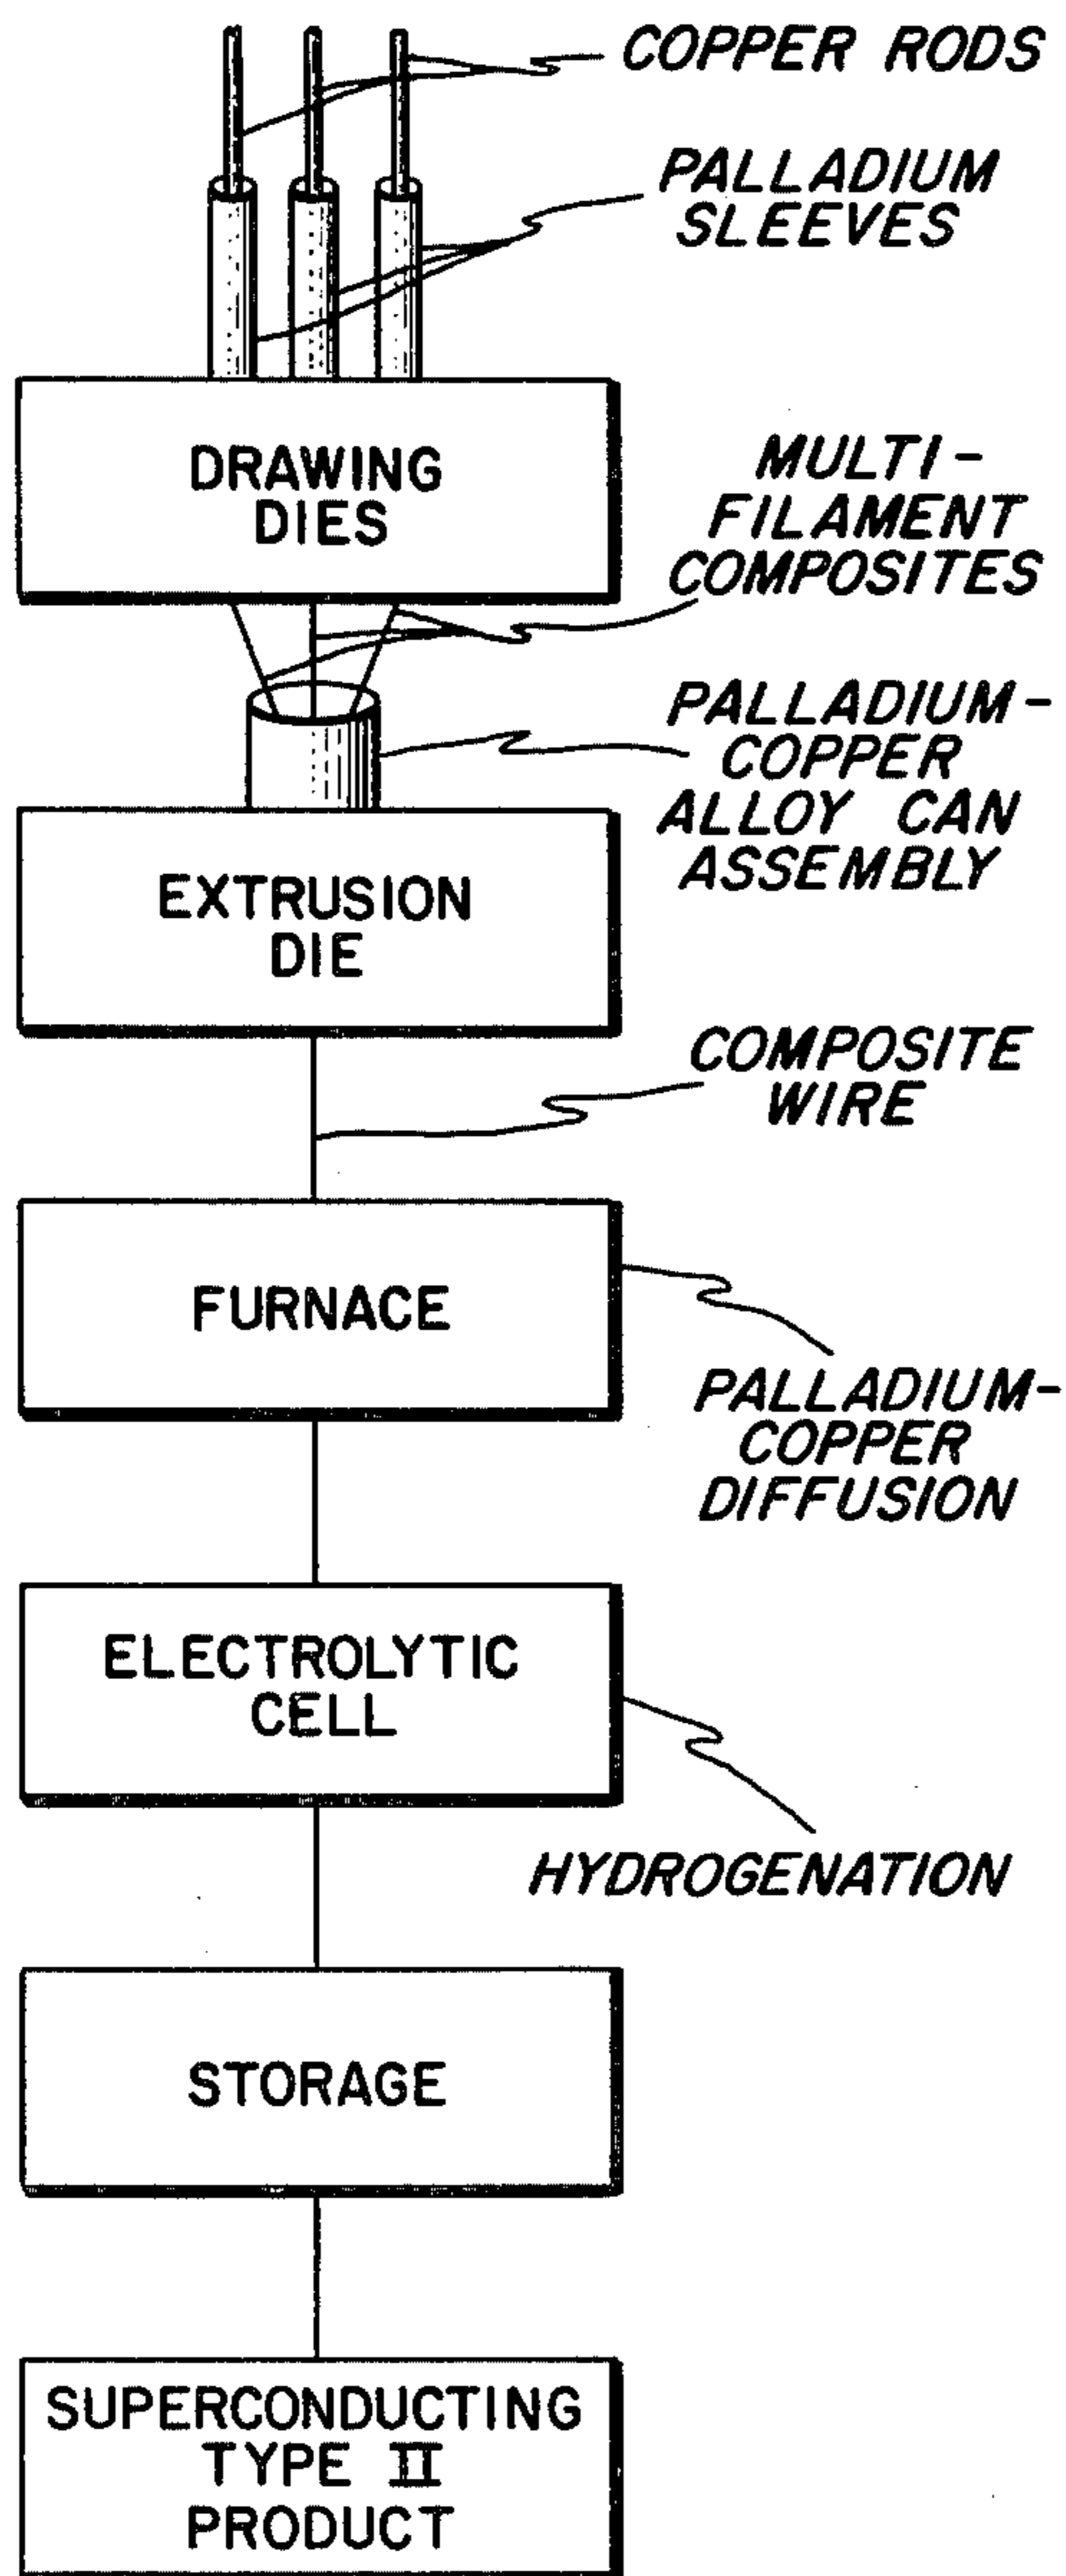 COPPER RODS
PALLADIUM
SLEEVES
DRAWING
DIES
MULTI-
FILAMENT
COMPOSITES
PALLADIUM-
COPPER
ALLOY CAN
ASSEMBLY
EXTRUSION
DIE
COMPOSITE
WIRE
FURNACE
PALLADIUM-
COPPER
DIFFUSION
ELECTROLYTIC
CELL
HYDROGENATION
STORAGE
SUPERCONDUCTING
TYPE II
PRODUCT